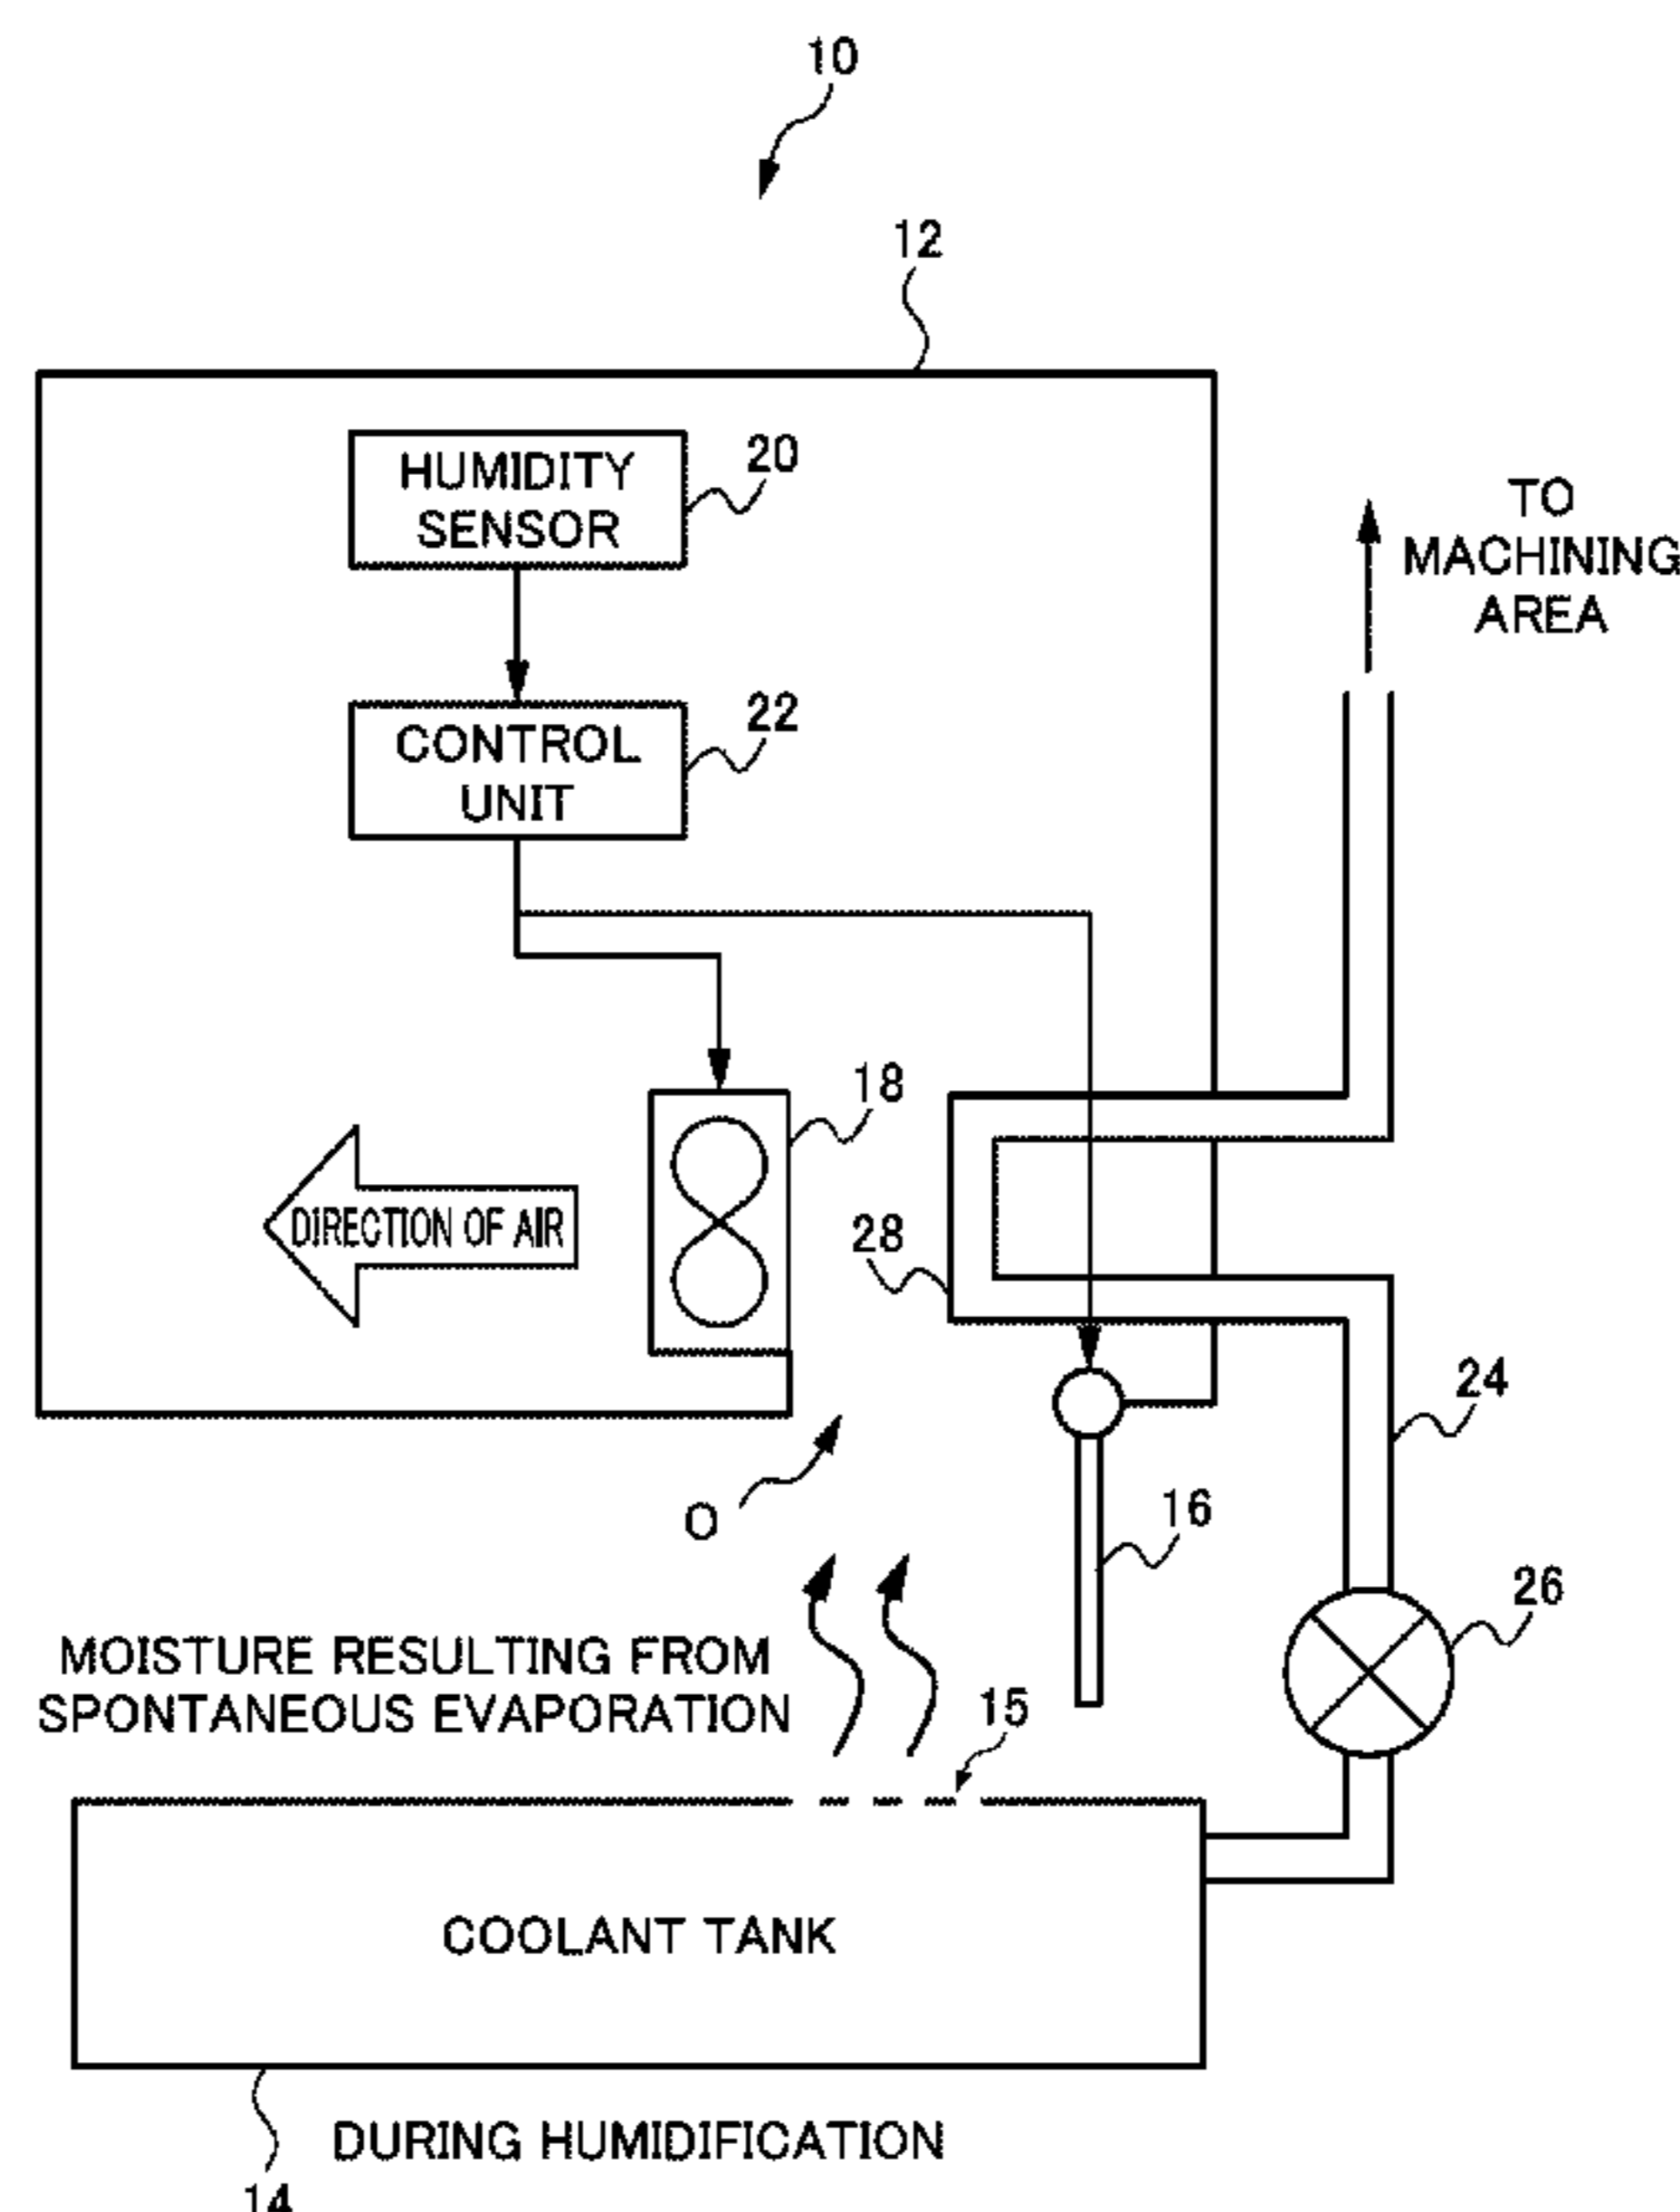 10
12
HUMIDITY
SENSOR
20
TO
MACHINING
AREA
CONTROL
UNIT
22
18
DIRECTION OF AIR
28
24
O
16
26
MOISTURE RESULTING FROM
SPONTANEOUS EVAPORATION
15
COOLANT TANK
DURING HUMIDIFICATION
14